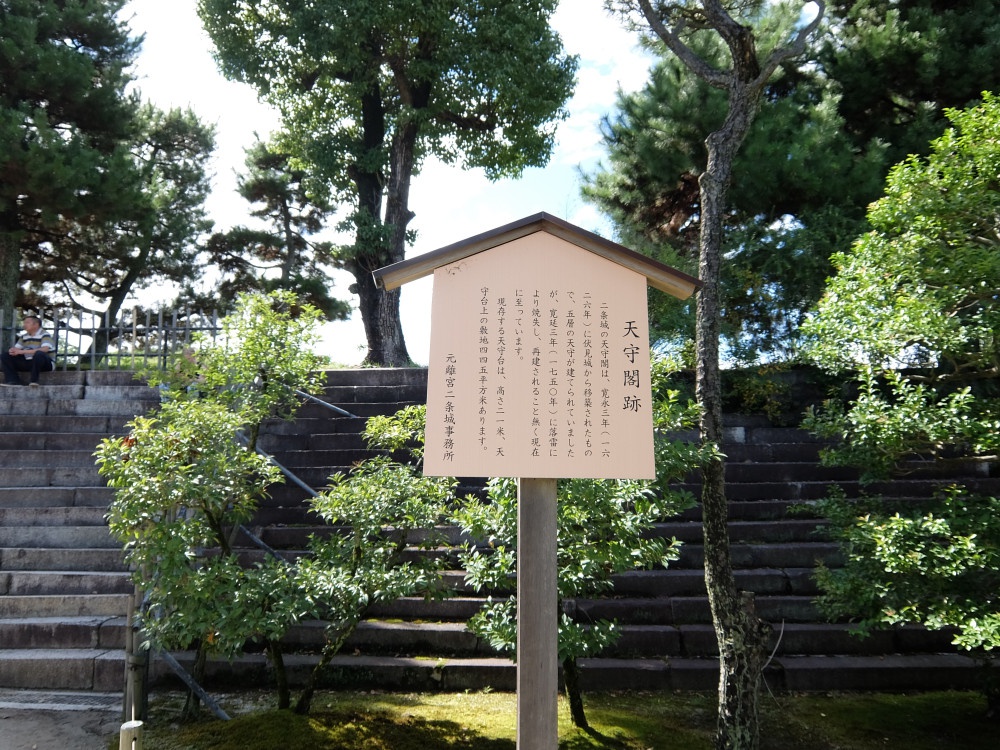 天守閣跡
二条城の天守閣は、寛永三年(一六
二六年)に伏見城から移築されたもの
で、五層の天守が建てられていました
が、寛延三年(一七五〇年)に落雷に
より焼失し、再建されること無く現在
に至っています。
現存する天守台は、高さ二一米、天
守台上の敷地四四五平方米あります。
元離宮二条城事務所